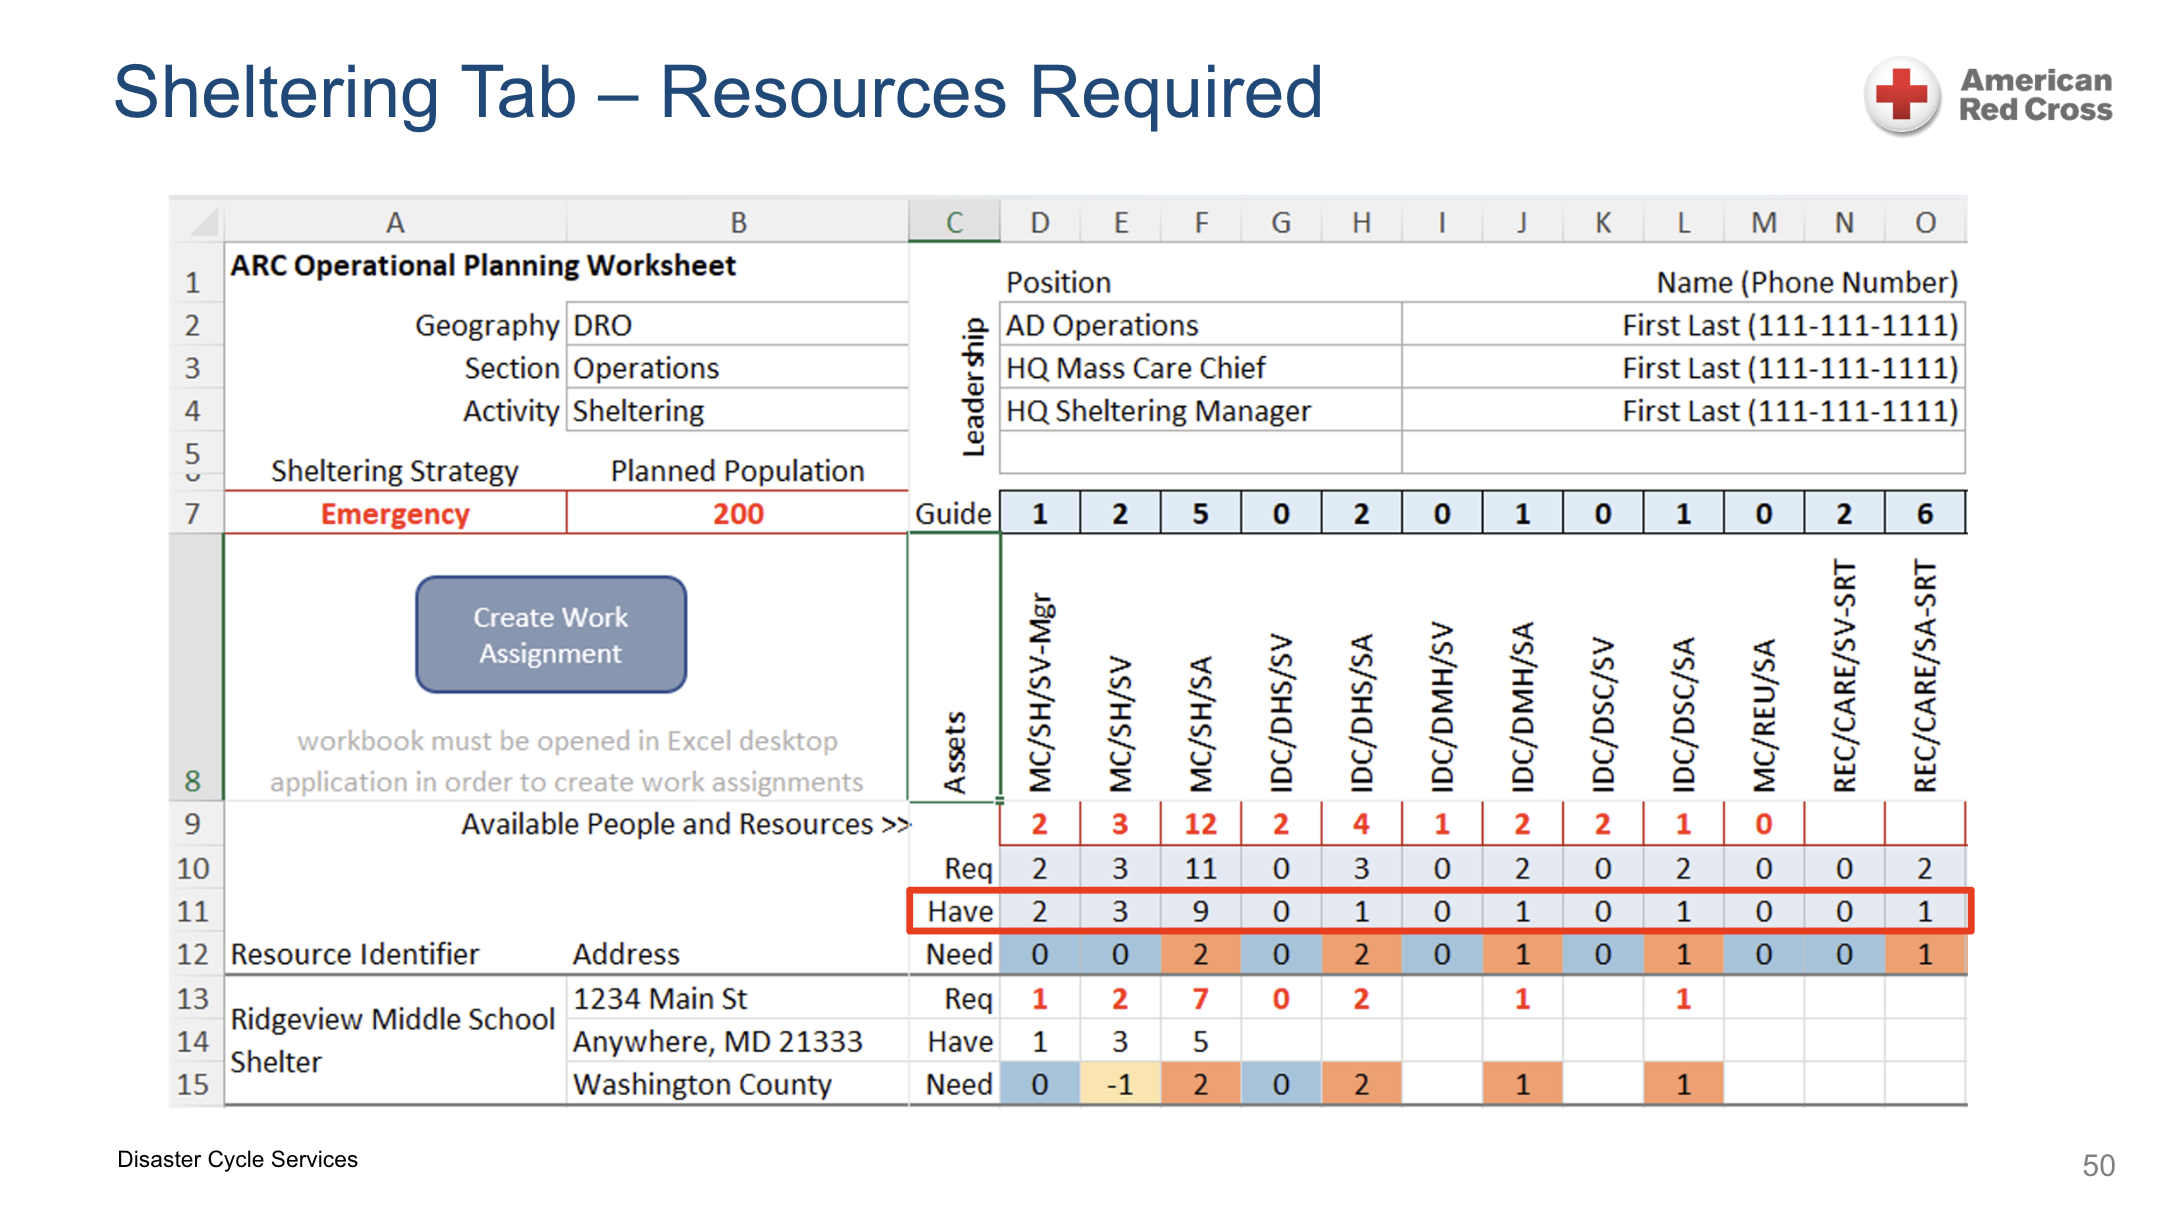 Sheltering Tab – Resources Required
American
Red Cross
A B C D E F G H I J K L M N O
1 ARC Operational Planning Worksheet Position Name (Phone Number)
2 Geography DRO AD Operations First Last (111-111-1111)
3 Section Operations HQ Mass Care Chief First Last (111-111-1111)
4 Activity Sheltering HQ Sheltering Manager First Last (111-111-1111)
Leadership
5
Sheltering Strategy Planned Population
7 Emergency 200 Guide 1 2 5 0 2 0 1 0 1 0 2 6
Create Work
Assignment
workbook must be opened in Excel desktop
application in order to create work assignments
8 Assets MC/SH/SV-Mgr MC/SH/SV MC/SH/SA IDC/DHS/SV IDC/DHS/SA IDC/DMH/SV IDC/DMH/SA IDC/DSC/SV IDC/DSC/SA MC/REU/SA REC/CARE/SV-SRT REC/CARE/SA-SRT
9 Available People and Resources >> 2 3 12 2 4 1 2 2 1 0
10 Req 2 3 11 0 3 0 2 0 2 0 0 2
11 Have 2 3 9 0 1 0 1 0 1 0 0 1
12 Resource Identifier Address Need 0 0 2 0 2 0 1 0 1 0 0 1
13 1234 Main St Req 1 2 7 0 2 1 1
Ridgeview Middle School
14 Anywhere, MD 21333 Have 1 3 5
Shelter
15 Washington County Need 0 -1 2 0 2 1 1
Disaster Cycle Services
50